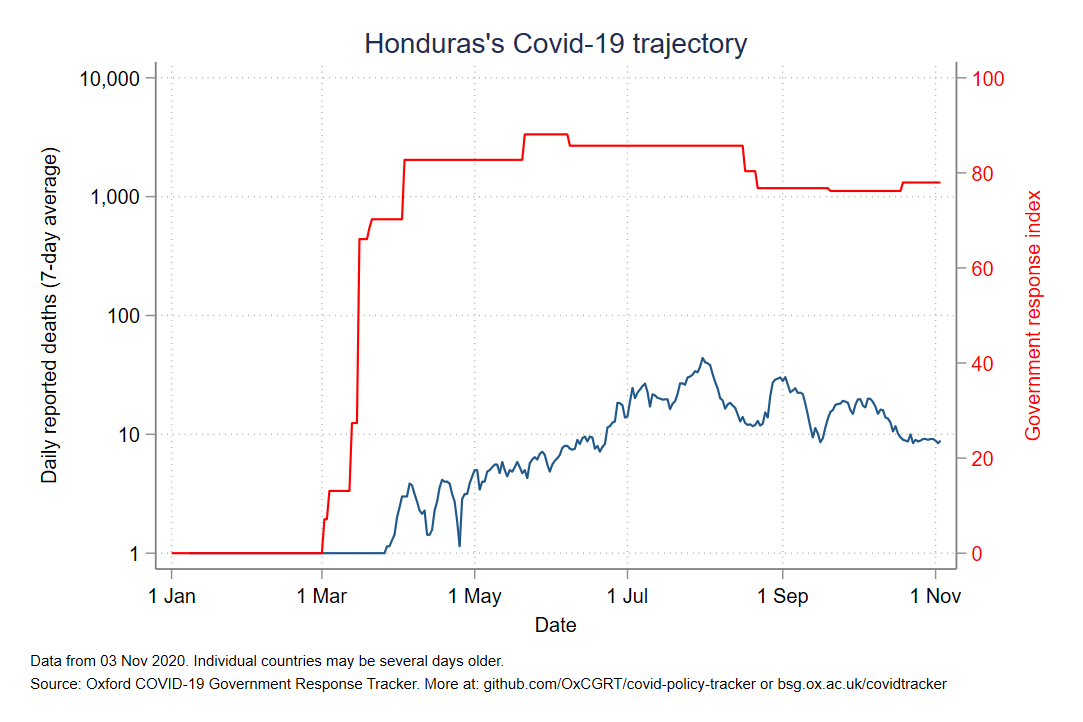 Honduras's Covid-19 trajectory
10,000
1,000
100
10
1
Daily reported deaths (7-day average)
100
80
60
40
20
0
Government response index
1 Jan
1 Mar
1 May
1 Jul
1 Sep
1 Nov
Date
Data from 03 Nov 2020. Individual countries may be several days older.
Source: Oxford COVID-19 Government Response Tracker. More at: github.com/OxCGRT/covid-policy-tracker or bsg.ox.ac.uk/covidtracker